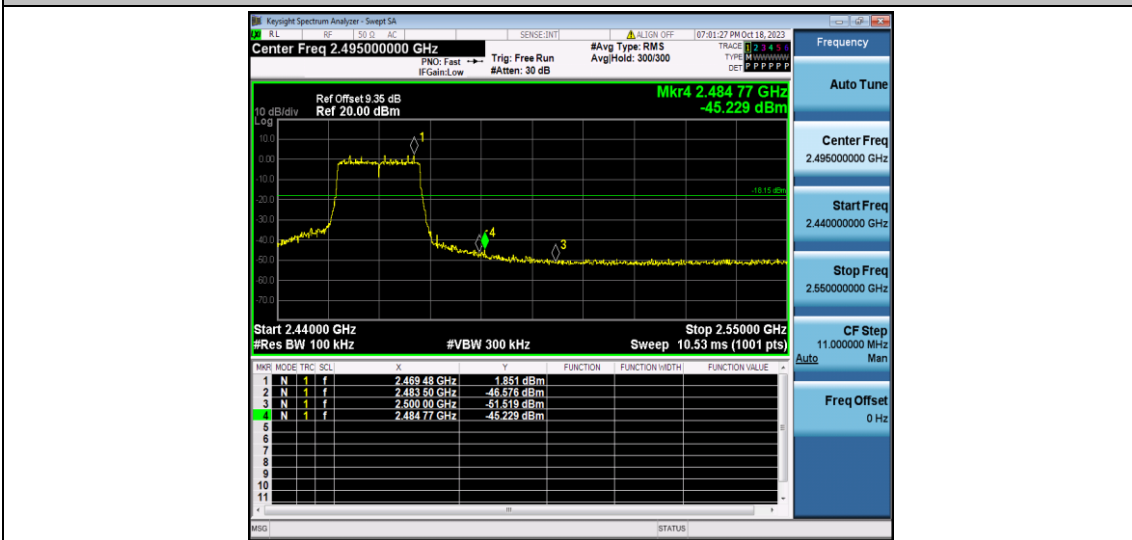 Keysight Spectrum Analyzer - Swept SA
RL RF 50 Ω AC SENSE:INT ALIGN OFF 07:01:27 PM Oct 18, 2023
Center Freq 2.495000000 GHz
PNO: Fast
IFGain:Low
Trig: Free Run
#Atten: 30 dB
#Avg Type: RMS
Avg|Hold: 300/300
TRACE 1 2 3 4 5 6
TYPE M W W W W W
DET P P P P P P
Frequency
Auto Tune
Center Freq
2.495000000 GHz
Start Freq
2.440000000 GHz
Stop Freq
2.550000000 GHz
CF Step
11.000000 MHz
Auto Man
Freq Offset
0 Hz
Mkr4 2.484 77 GHz
-45.229 dBm
Ref Offset 9.35 dB
10 dB/div Ref 20.00 dBm
Log
10.0
0.00
-10.0
-20.0
-30.0
-40.0
-50.0
-60.0
-70.0
1
4
3
-18.15 dBm
Start 2.44000 GHz Stop 2.55000 GHz
#Res BW 100 kHz #VBW 300 kHz Sweep 10.53 ms (1001 pts)
MKR MODE TRC SCL X Y FUNCTION FUNCTION WIDTH FUNCTION VALUE
1 N 1 f 2.469 48 GHz 1.851 dBm
2 N 1 f 2.483 50 GHz -46.576 dBm
3 N 1 f 2.500 00 GHz -51.519 dBm
4 N 1 f 2.484 77 GHz -45.229 dBm
5
6
7
8
9
10
11
MSG STATUS